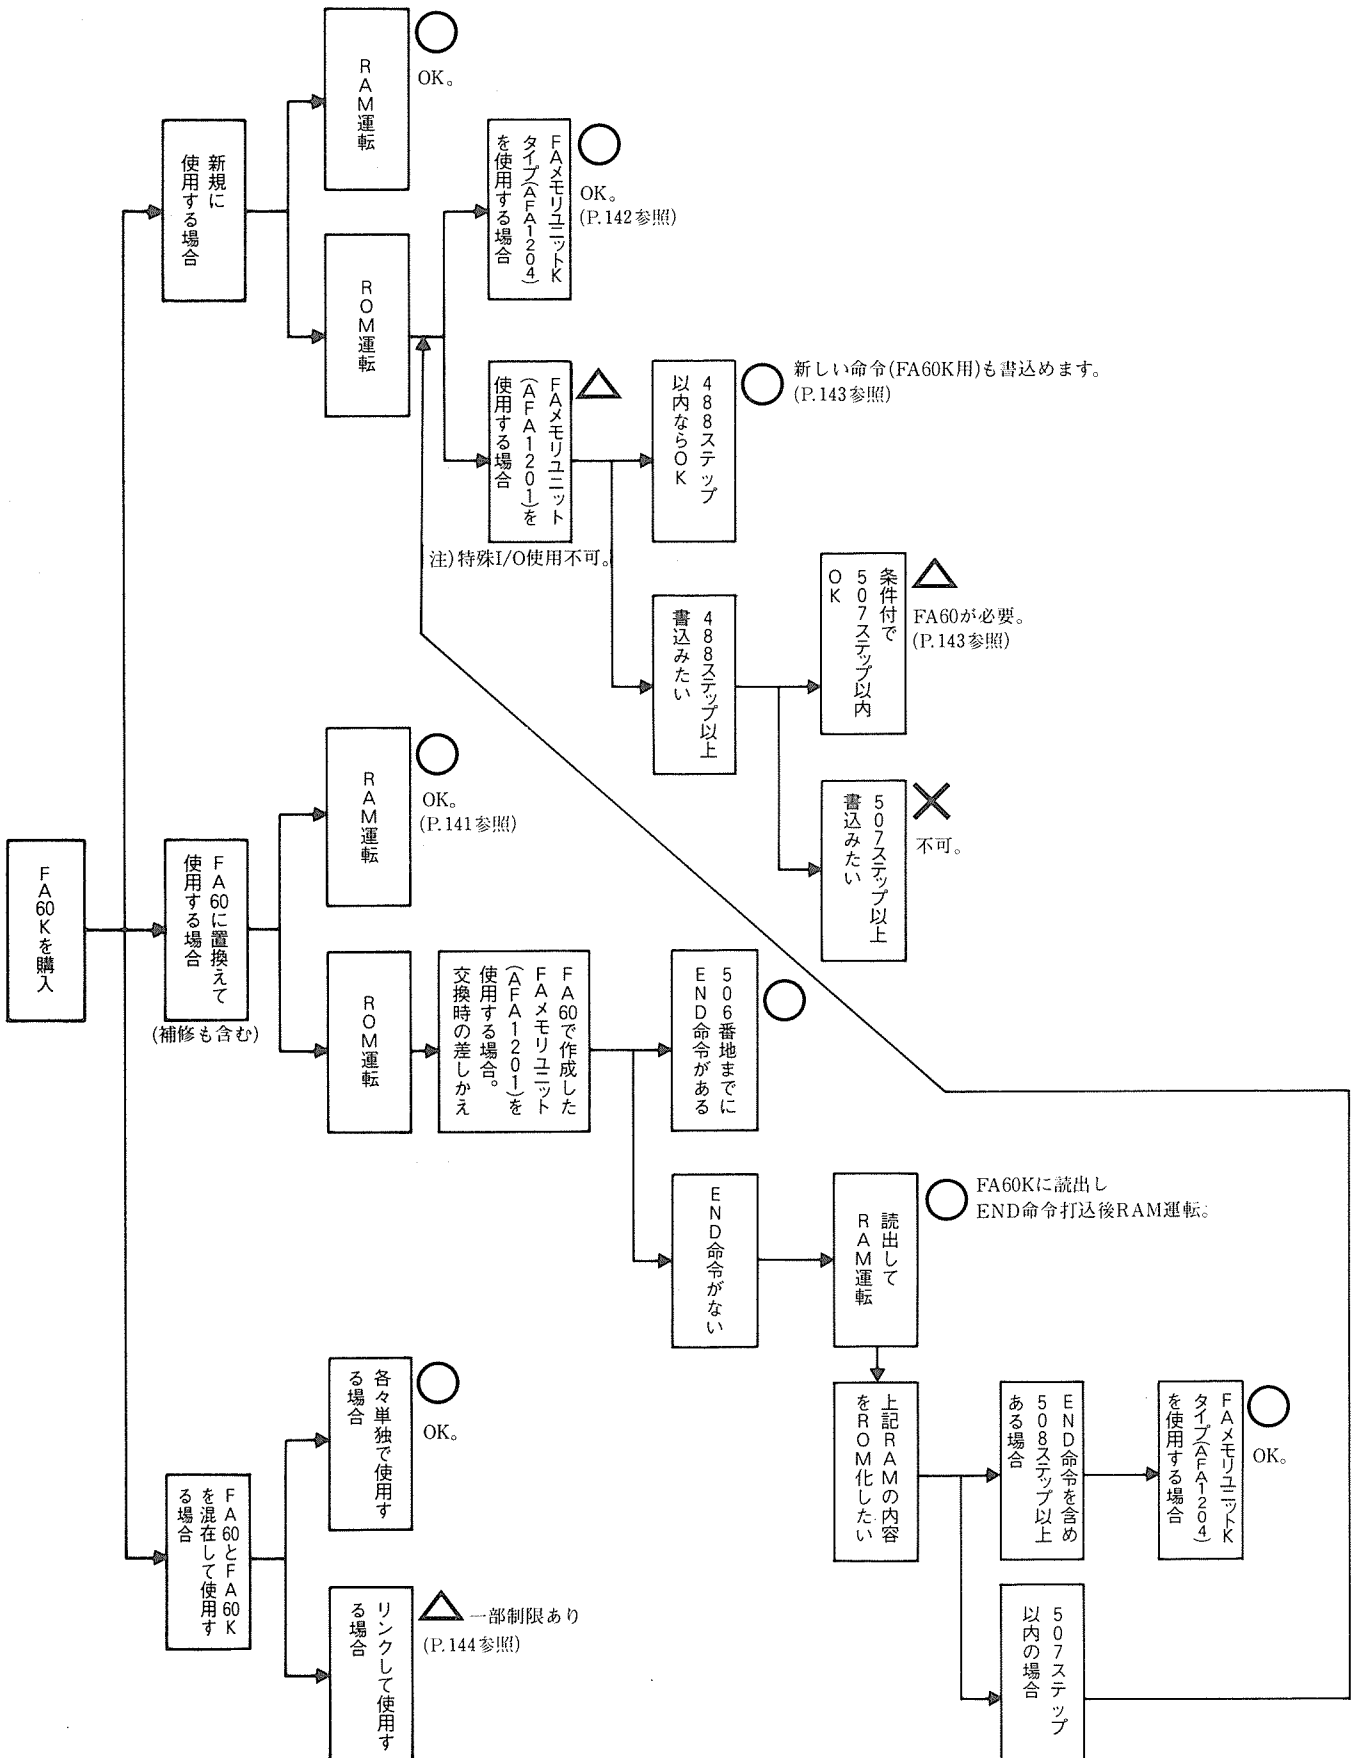 FA60Kを購入
新規に
使用する場合
RAM運転
OK。
ROM運転
FAメモリユニットK
タイプ(AFA1204)
を使用する場合
OK。
(P.142参照)
FAメモリユニット
(AFA1201)を
使用する場合
注)特殊I/O使用不可。
488ステップ
以内ならOK
新しい命令(FA60K用)も書込めます。
(P.143参照)
488ステップ以上
書込みたい
条件付で
507ステップ以内
OK
FA60が必要。
(P.143参照)
507ステップ以上
書込みたい
不可。
FA60に置換えて
使用する場合
(補修も含む)
RAM運転
OK。
(P.141参照)
ROM運転
FA60で作成した
FAメモリユニット
(AFA1201)を
使用する場合。
交換時の差しかえ
506番地までに
END命令がある
END命令がない
読出して
RAM運転
FA60Kに読出し
END命令打込後RAM運転。
上記RAMの内容
をROM化したい
END命令を含め
508ステップ以上
ある場合
FAメモリユニットK
タイプ(AFA1204)
を使用する場合
OK。
507ステップ
以内の場合
FA60とFA60K
を混在して使用す
る場合
各々単独で使用す
る場合
OK。
リンクして使用す
る場合
一部制限あり
(P.144参照)